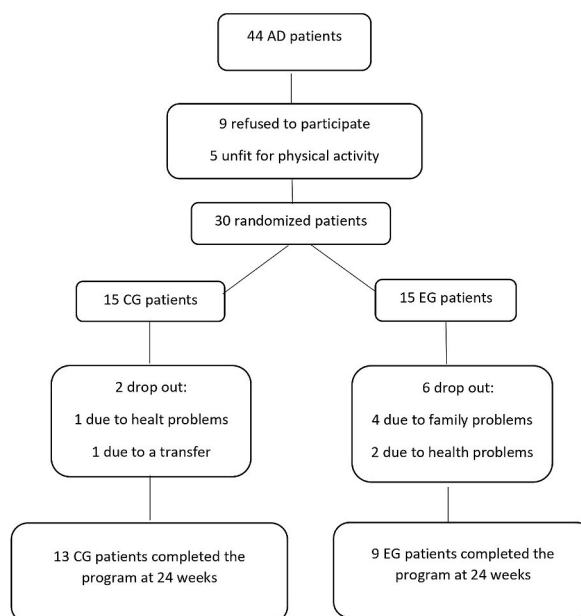 44 AD patients
9 refused to participate
5 unfit for physical activity
30 randomized patients
15 CG patients
15 EG patients
2 drop out:
1 due to healt problems
1 due to a transfer
6 drop out:
4 due to family problems
2 due to health problems
13 CG patients completed the
program at 24 weeks
9 EG patients completed the
program at 24 weeks